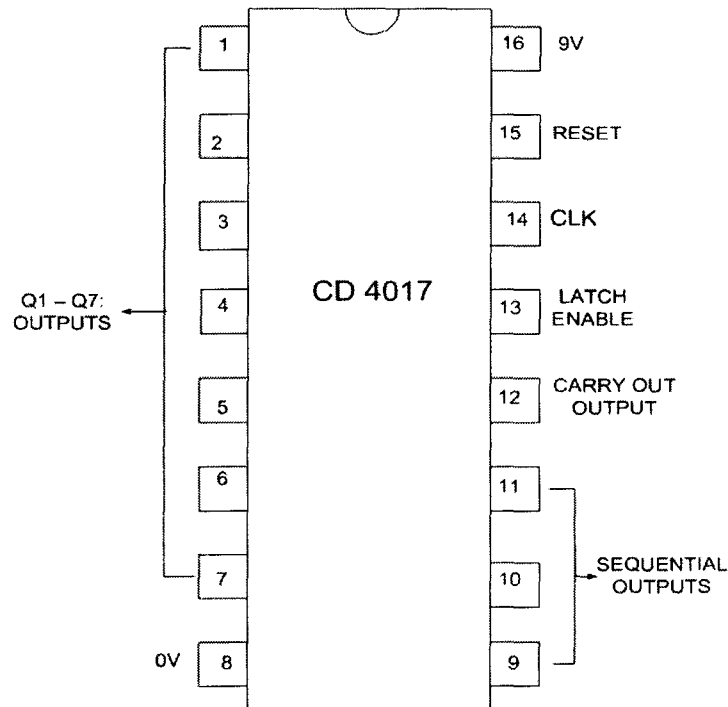 1
16
9V
2
15
RESET
3
14
CLK
CD 4017
Q1 – Q7:
OUTPUTS
4
13
LATCH
ENABLE
5
12
CARRY OUT
OUTPUT
6
11
7
10
SEQUENTIAL
OUTPUTS
0V
8
9